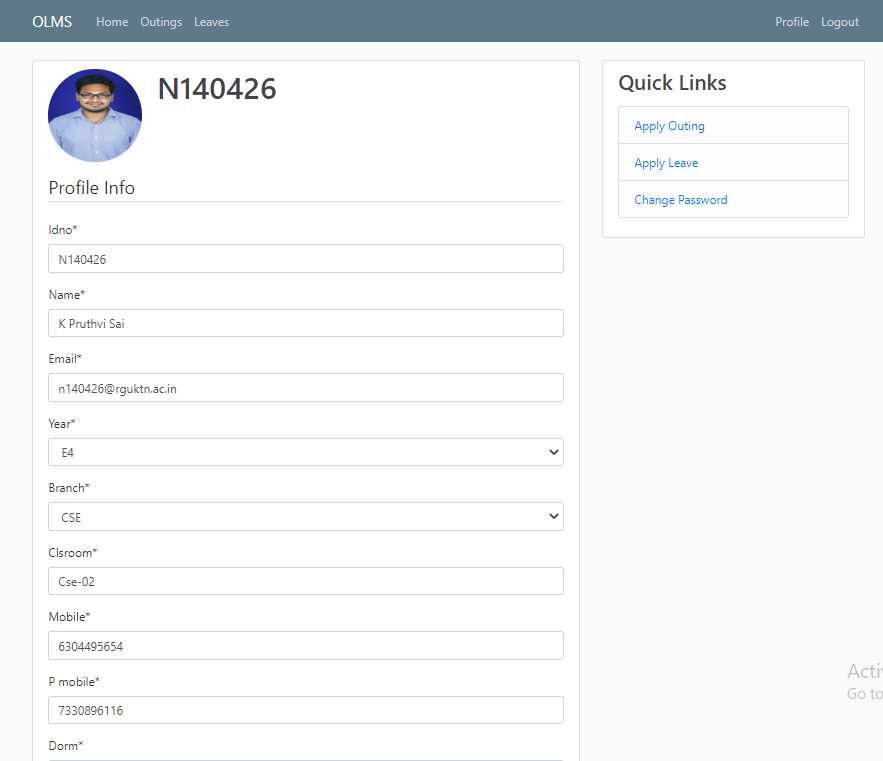 OLMS Home Outings Leaves Profile Logout
N140426
Profile Info
Idno*
N140426
Name*
K Pruthvi Sai
Email*
n140426@rguktn.ac.in
Year*
E4
Branch*
CSE
Clsroom*
Cse-02
Mobile*
6304495654
P mobile*
7330896116
Dorm*
Quick Links
Apply Outing
Apply Leave
Change Password
Activ
Go to